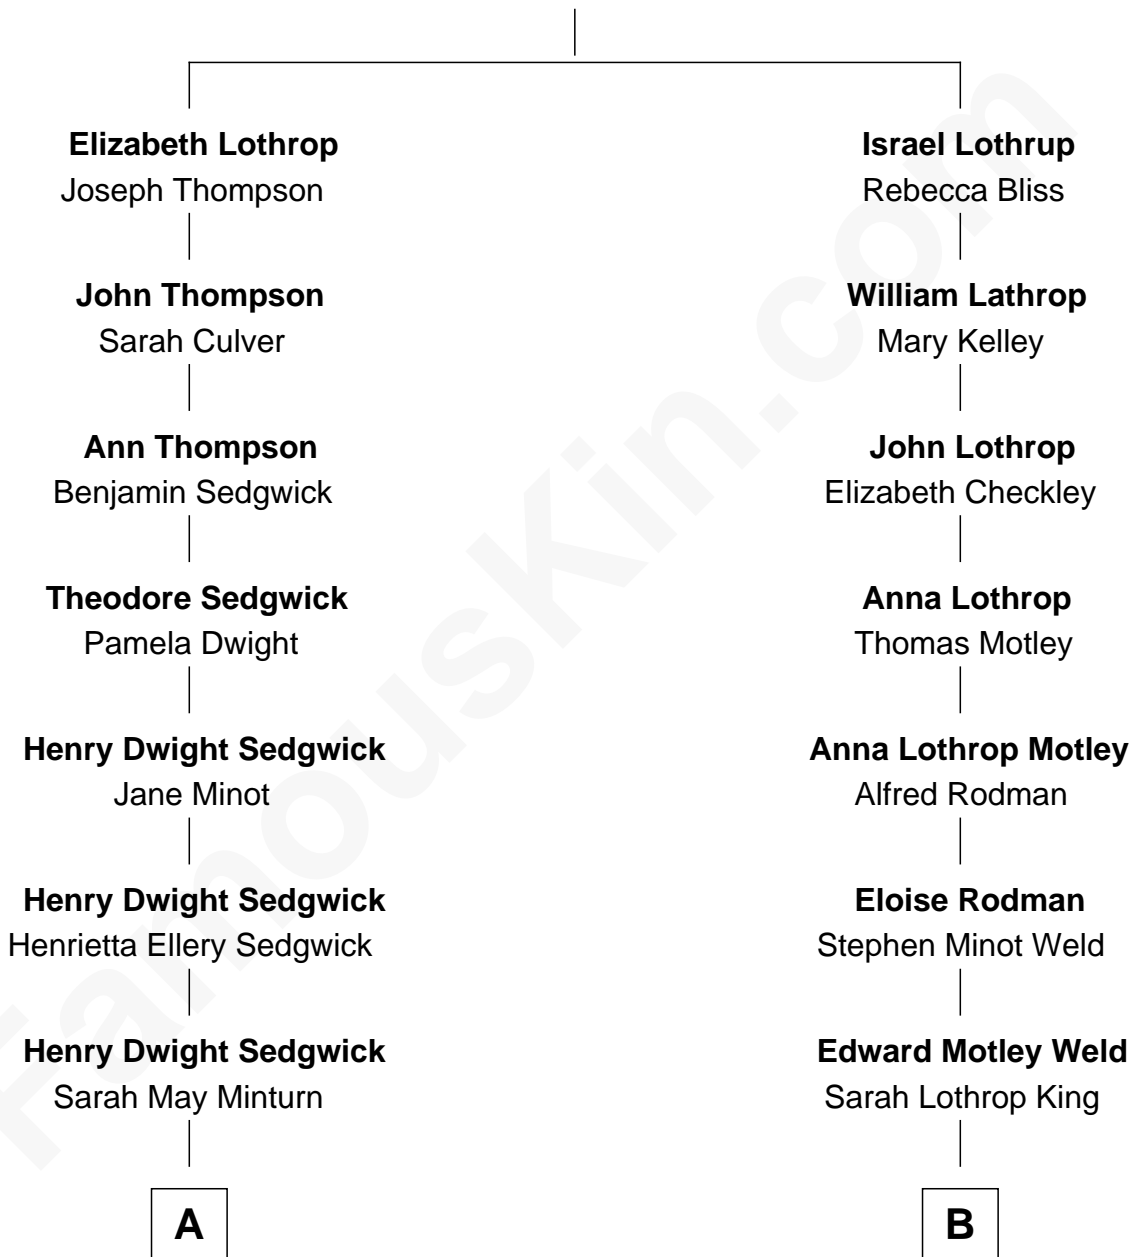 Elizabeth Lothrop
Joseph Thompson
John Thompson
Sarah Culver
Ann Thompson
Benjamin Sedgwick
Theodore Sedgwick
Pamela Dwight
Henry Dwight Sedgwick
Jane Minot
Henry Dwight Sedgwick
Henrietta Ellery Sedgwick
Henry Dwight Sedgwick
Sarah May Minturn
A
Israel Lothrup
Rebecca Bliss
William Lathrop
Mary Kelley
John Lothrop
Elizabeth Checkley
Anna Lothrop
Thomas Motley
Anna Lothrop Motley
Alfred Rodman
Eloise Rodman
Stephen Minot Weld
Edward Motley Weld
Sarah Lothrop King
B
FamousKin.com